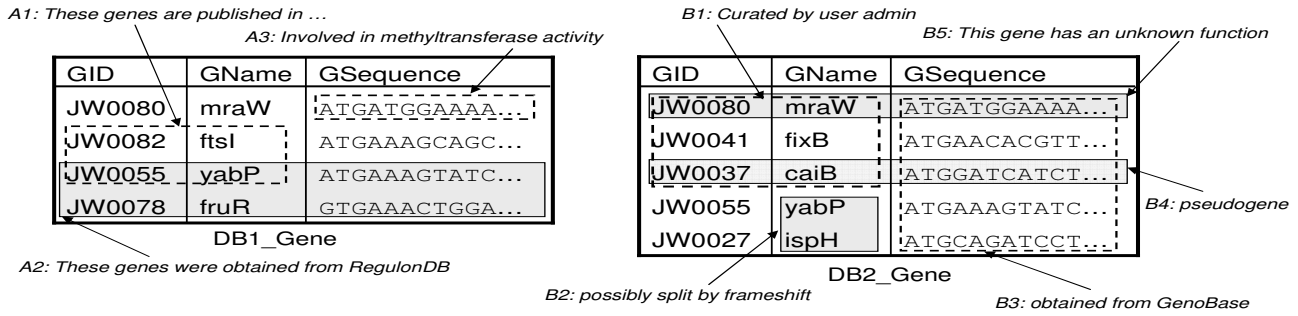 A1: These genes are published in …
A3: Involved in methyltransferase activity
GID GName GSequence
JW0080 mraW ATGATGGAAAA...
JW0082 ftsI ATGAAAGCAGC...
JW0055 yabP ATGAAAGTATC...
JW0078 fruR GTGAAACTGGA...
DB1_Gene
A2: These genes were obtained from RegulonDB
B1: Curated by user admin
B5: This gene has an unknown function
GID GName GSequence
JW0080 mraW ATGATGGAAAA...
JW0041 fixB ATGAACACGTT...
JW0037 caiB ATGGATCATCT...
JW0055 yabP ATGAAAGTATC...
JW0027 ispH ATGCAGATCCT...
B4: pseudogene
DB2_Gene
B2: possibly split by frameshift
B3: obtained from GenoBase